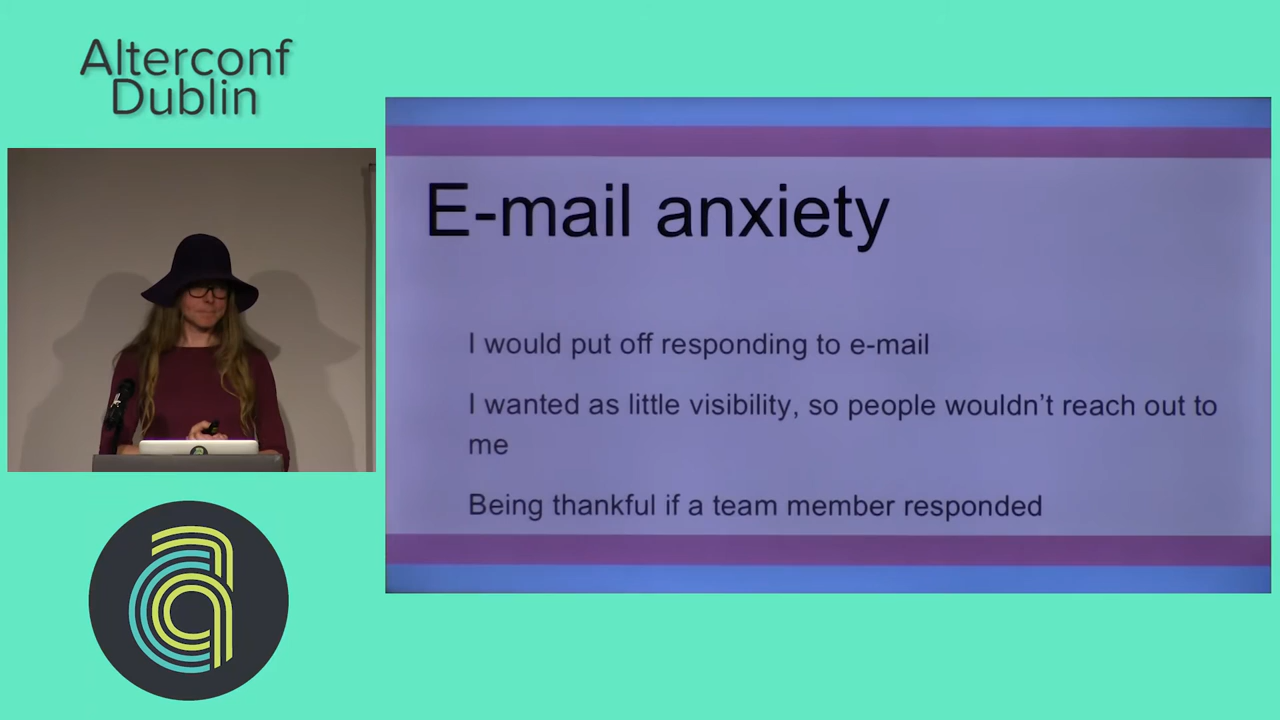 Alterconf
Dublin
E-mail anxiety
I would put off responding to e-mail
I wanted as little visibility, so people wouldn't reach out to
me
Being thankful if a team member responded